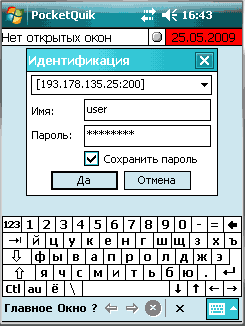 PocketQuik 16:43
Нет открытых окон 25.05.2009
Идентификация
[193.178.135.25:200]
Имя: user
Пароль: ********
Сохранить пароль
Да Отмена
123 1 2 3 4 5 6 7 8 9 0 - =
й ц у к е н г ш щ з х ъ
ф ы в а п р о л д ж э
я ч с м и т ь б ю .
Ctl au ё \
Главное Окно ?